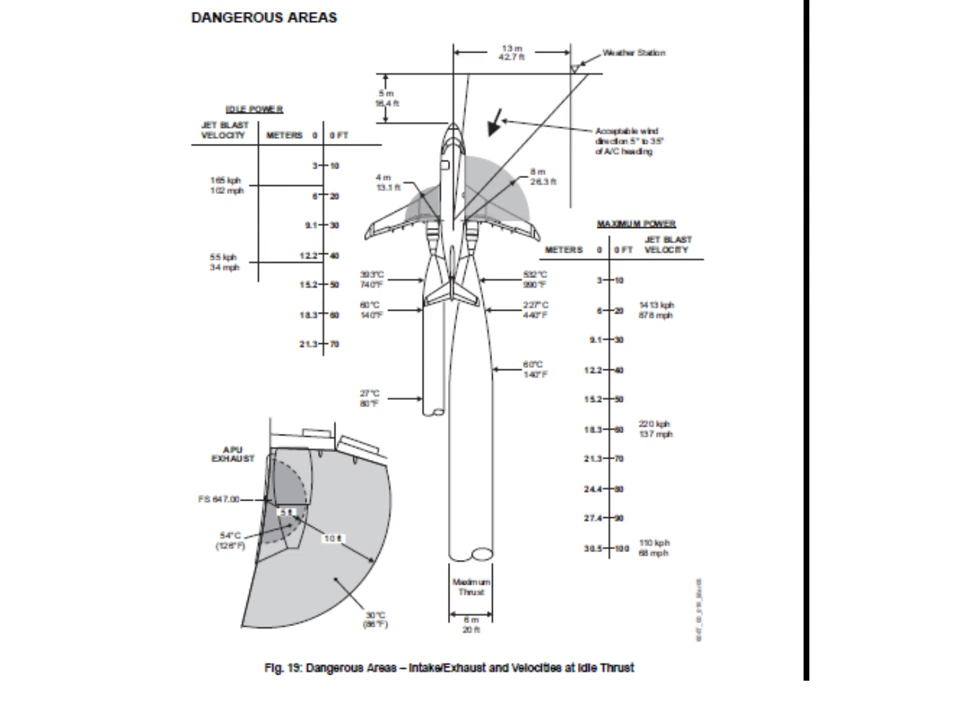 DANGEROUS AREAS
13 m
42.7 ft
Weather Station
5 m
16.4 ft
IDLE POWER
JET BLAST
VELOCITY
METERS 0 0 FT
3 10
165 kph
102 mph
6 20
9.1 30
55 kph
34 mph
12.2 40
15.2 50
18.3 60
21.3 70
Acceptable wind
direction 5° to 35°
of A/C heading
4 m
13.1 ft
8 m
26.3 ft
MAXIMUM POWER
METERS 0 0 FT
JET BLAST
VELOCITY
3 10
6 20
1413 kph
878 mph
9.1 30
12.2 40
15.2 50
18.3 60
220 kph
137 mph
21.3 70
24.4 80
27.4 90
30.5 100
110 kph
68 mph
393°C
740°F
60°C
140°F
27°C
80°F
532°C
990°F
227°C
440°F
60°C
140°F
APU
EXHAUST
FS 647.00
5 ft
54°C
(126°F)
10 ft
30°C
(86°F)
Maximum
Thrust
6 m
20 ft
Fig. 19: Dangerous Areas – Intake/Exhaust and Velocities at Idle Thrust